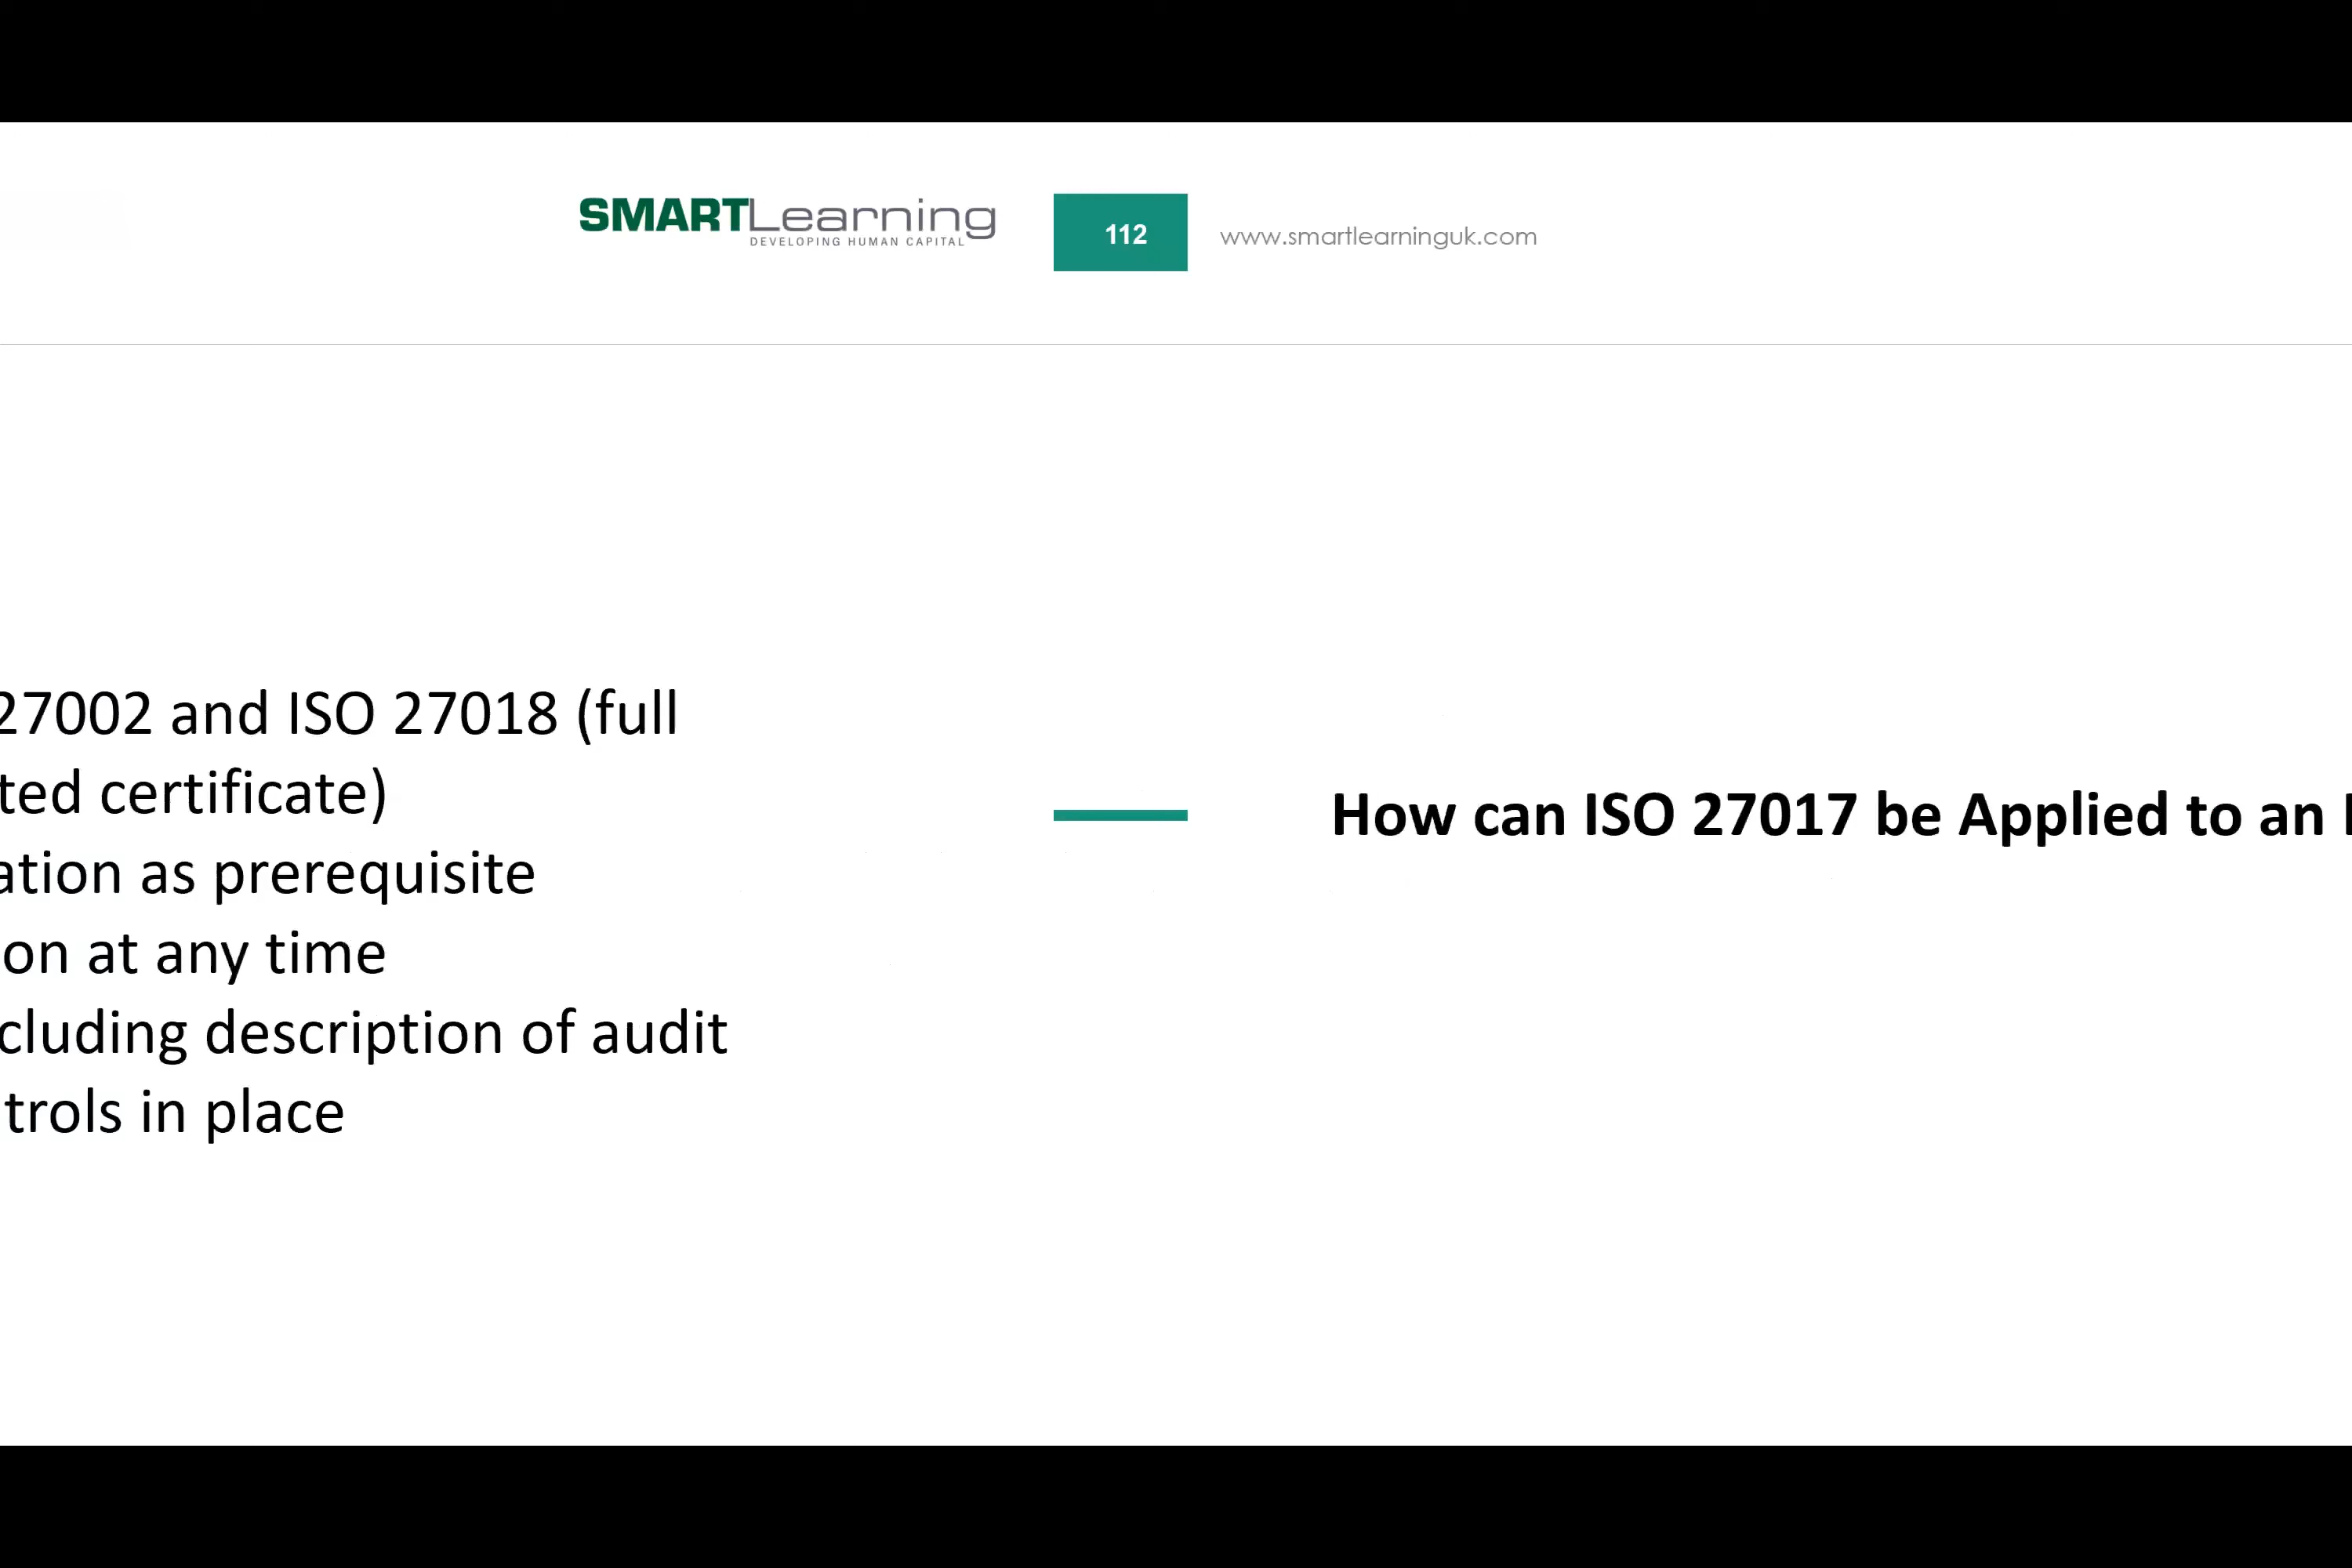 SMARTLearning
DEVELOPING HUMAN CAPITAL
112
www.smartlearninguk.com
27002 and ISO 27018 (full
ted certificate)
ation as prerequisite
on at any time
cluding description of audit
trols in place
How can ISO 27017 be Applied to an